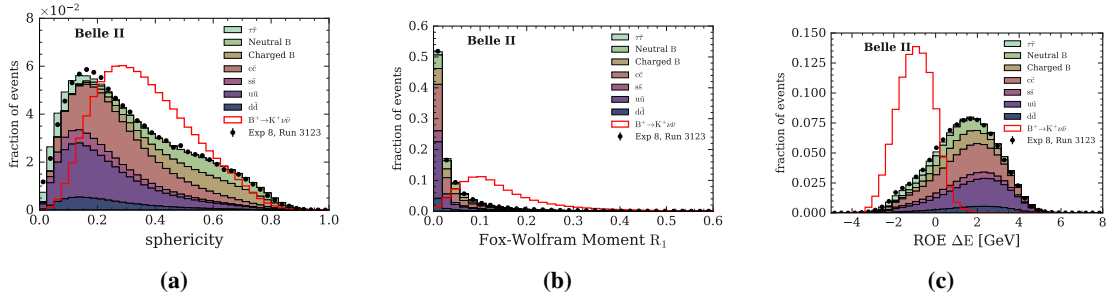 8 ×10⁻²
Belle II
ττ̄
Neutral B
Charged B
cc̄
ss̄
uū
dd̄
B⁺→K⁺νν̄
Exp 8, Run 3123
fraction of events
6
4
2
0
0.0 0.2 0.4 0.6 0.8 1.0
sphericity
(a)
0.6
0.5
0.4
0.3
0.2
0.1
0.0
fraction of events
Belle II
ττ̄
Neutral B
Charged B
cc̄
ss̄
uū
dd̄
B⁺→K⁺νν̄
Exp 8, Run 3123
0.0 0.1 0.2 0.3 0.4 0.5 0.6
Fox-Wolfram Moment R₁
(b)
0.150
0.125
0.100
0.075
0.050
0.025
0.000
fraction of events
Belle II
ττ̄
Neutral B
Charged B
cc̄
ss̄
uū
dd̄
B⁺→K⁺νν̄
Exp 8, Run 3123
−4 −2 0 2 4 6 8
ROE ΔE [GeV]
(c)